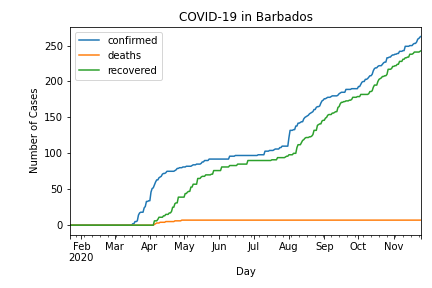 COVID-19 in Barbados
confirmed
deaths
recovered
Number of Cases
250
200
150
100
50
0
Feb Mar Apr May Jun Jul Aug Sep Oct Nov
2020
Day